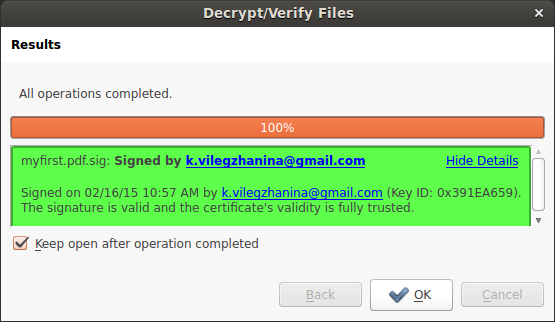 Decrypt/Verify Files
Results
All operations completed.
100%
myfirst.pdf.sig: Signed by k.vilegzhanina@gmail.com Hide Details
Signed on 02/16/15 10:57 AM by k.vilegzhanina@gmail.com (Key ID: 0x391EA659).
The signature is valid and the certificate's validity is fully trusted.
Keep open after operation completed
Back OK Cancel